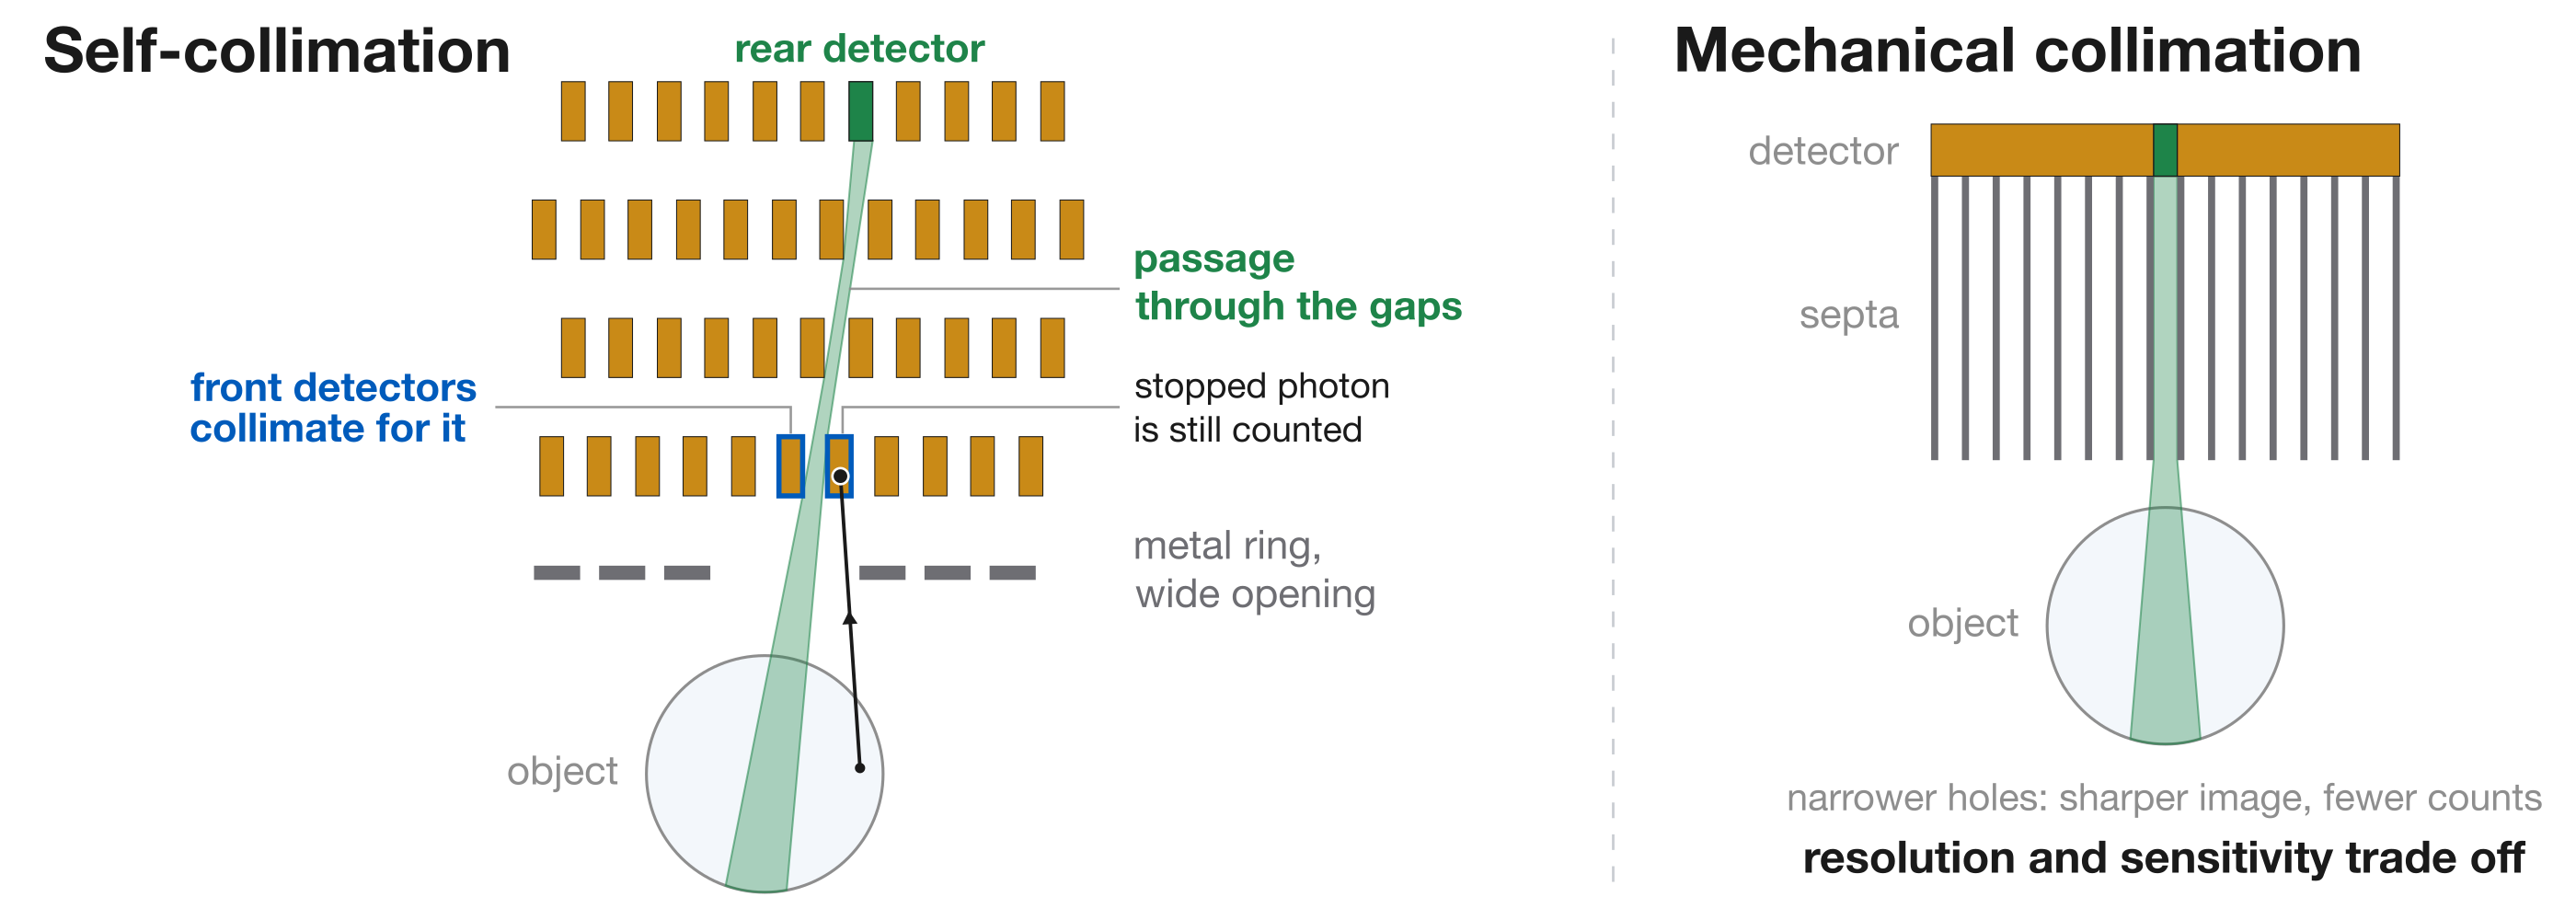 Self-collimation
rear detector
passage
through the gaps
front detectors
collimate for it
stopped photon
is still counted
metal ring,
wide opening
object
Mechanical collimation
detector
septa
object
narrower holes: sharper image, fewer counts
resolution and sensitivity trade off